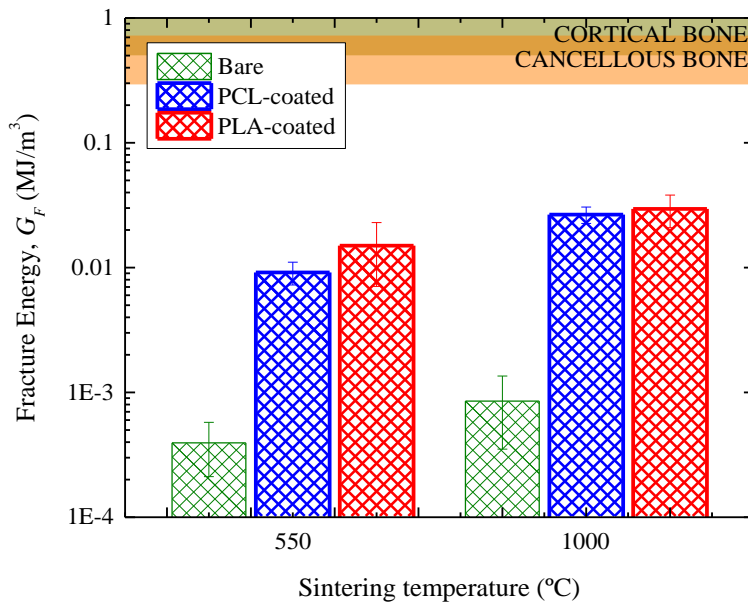 1
CORTICAL BONE
CANCELLOUS BONE
Bare
PCL-coated
PLA-coated
0.1
0.01
1E-3
1E-4
Fracture Energy, G_F (MJ/m³)
550
1000
Sintering temperature (ºC)